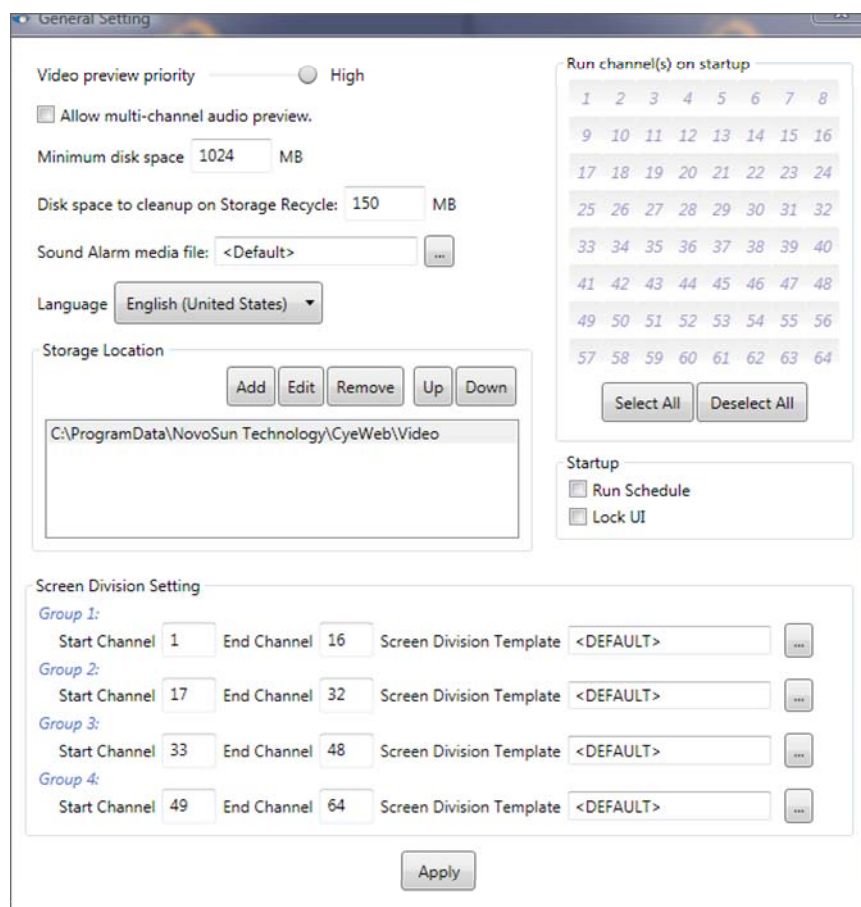 General Setting
Video preview priority High
Allow multi-channel audio preview.
Minimum disk space 1024 MB
Disk space to cleanup on Storage Recycle: 150 MB
Sound Alarm media file: <Default> ...
Language English (United States)
Storage Location
Add Edit Remove Up Down
C:\ProgramData\NovoSun Technology\CyeWeb\Video
Run channel(s) on startup
1 2 3 4 5 6 7 8
9 10 11 12 13 14 15 16
17 18 19 20 21 22 23 24
25 26 27 28 29 30 31 32
33 34 35 36 37 38 39 40
41 42 43 44 45 46 47 48
49 50 51 52 53 54 55 56
57 58 59 60 61 62 63 64
Select All Deselect All
Startup
Run Schedule
Lock UI
Screen Division Setting
Group 1:
Start Channel 1 End Channel 16 Screen Division Template <DEFAULT> ...
Group 2:
Start Channel 17 End Channel 32 Screen Division Template <DEFAULT> ...
Group 3:
Start Channel 33 End Channel 48 Screen Division Template <DEFAULT> ...
Group 4:
Start Channel 49 End Channel 64 Screen Division Template <DEFAULT> ...
Apply